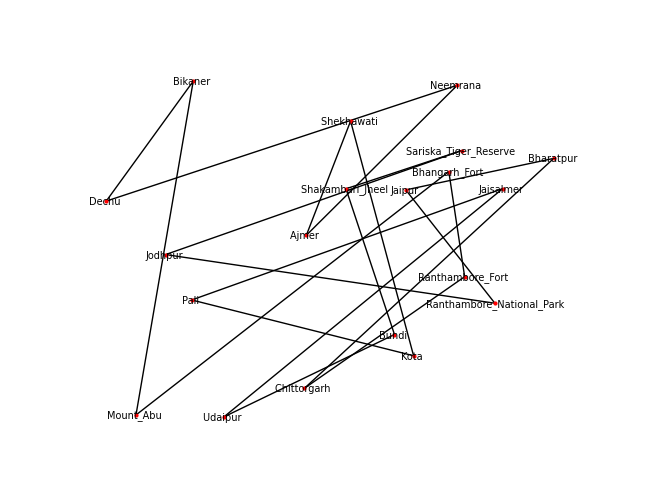 Bikaner
Neemrana
Shekhawati
Sariska_Tiger_Reserve
Bharatpur
Bhangarh_Fort
Shakambari_Jheel
Jaipur
Jaisalmer
Dechu
Ajmer
Jodhpur
Ranthambore_Fort
Pali
Ranthambore_National_Park
Bundi
Kota
Chittorgarh
Mount_Abu
Udaipur